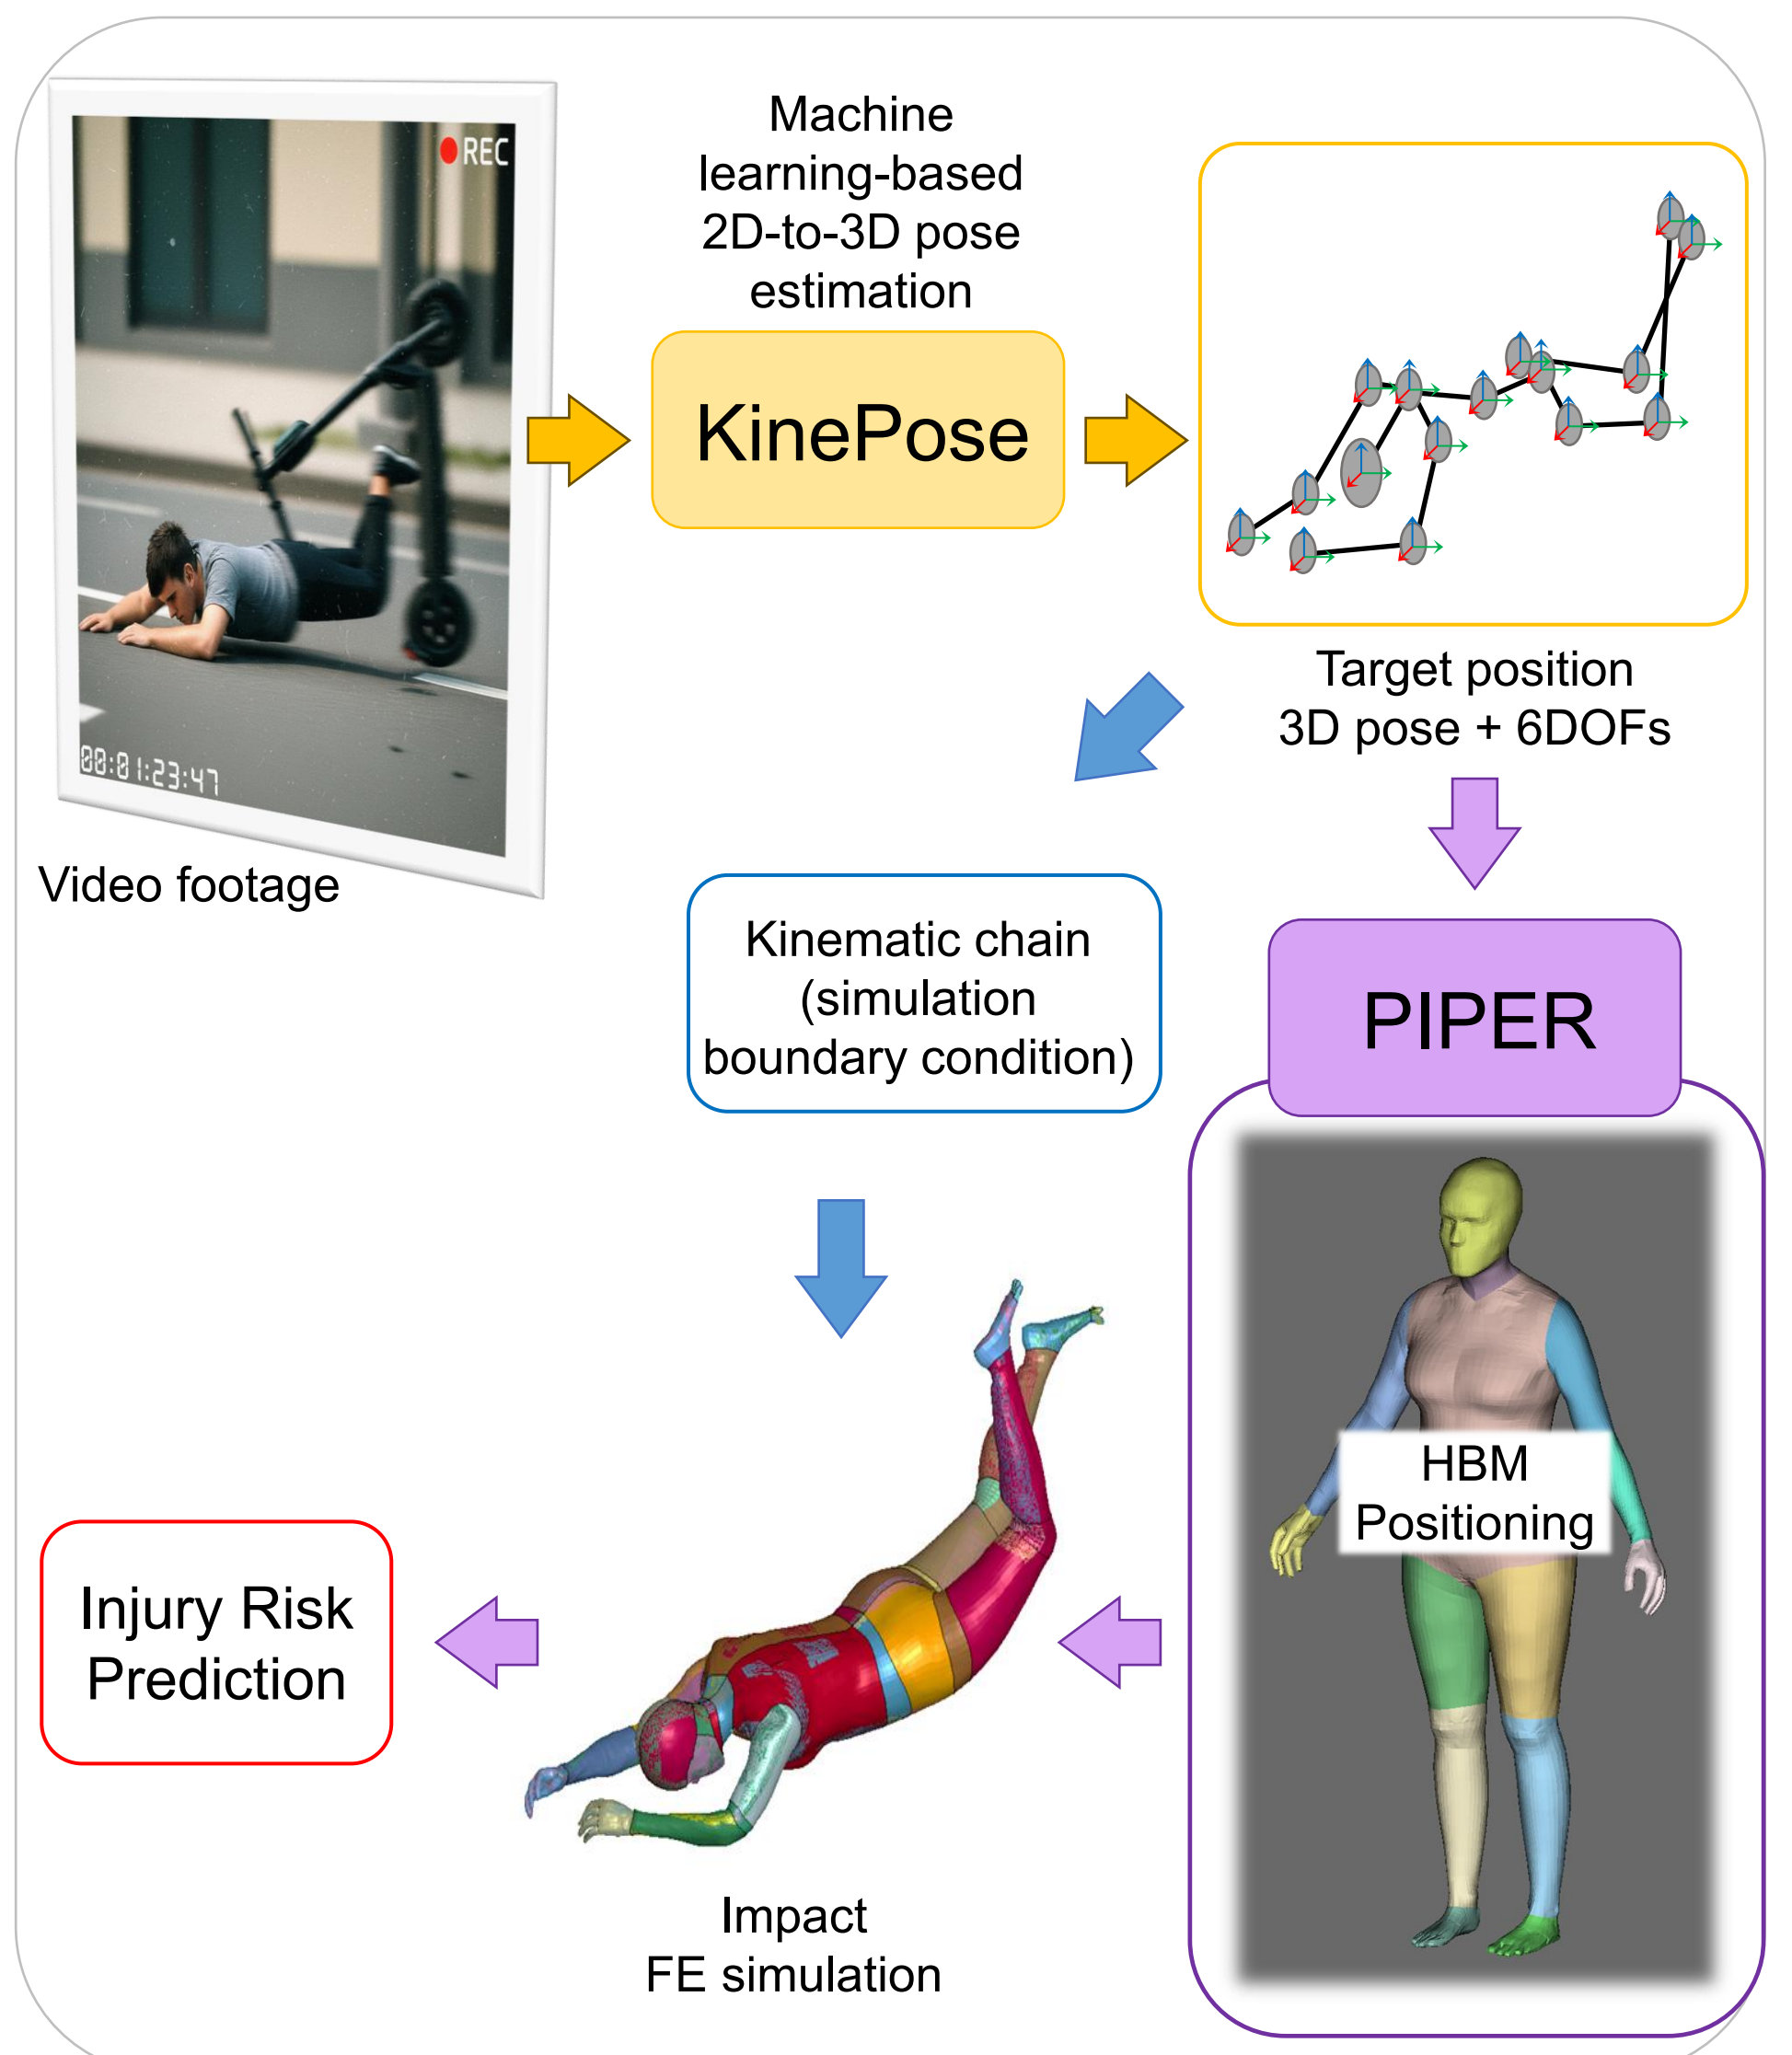 REC
00:01:23:47
Video footage
Machine
learning-based
2D-to-3D pose
estimation
KinePose
Target position
3D pose + 6DOFs
Kinematic chain
(simulation
boundary condition)
PIPER
HBM
Positioning
Impact
FE simulation
Injury Risk
Prediction